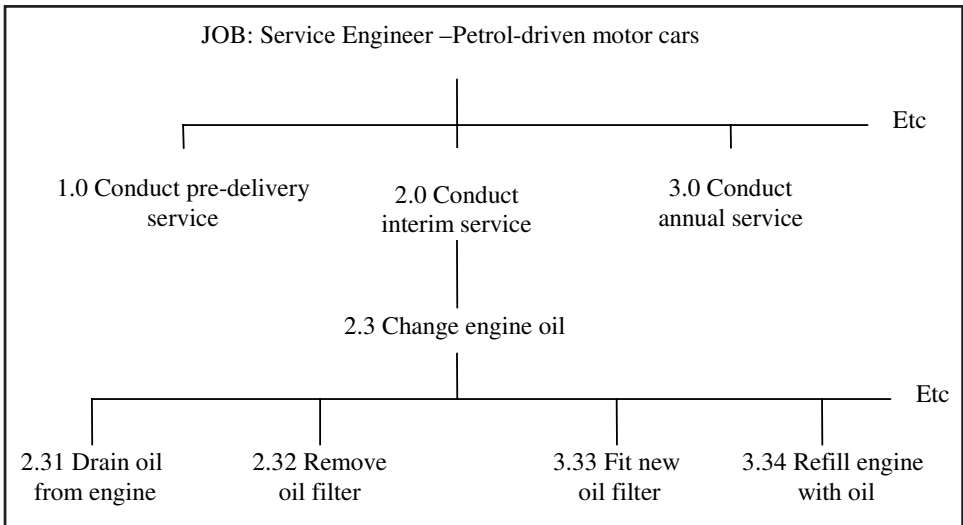 JOB: Service Engineer –Petrol-driven motor cars
Etc
1.0 Conduct pre-delivery
service
2.0 Conduct
interim service
3.0 Conduct
annual service
2.3 Change engine oil
Etc
2.31 Drain oil
from engine
2.32 Remove
oil filter
3.33 Fit new
oil filter
3.34 Refill engine
with oil